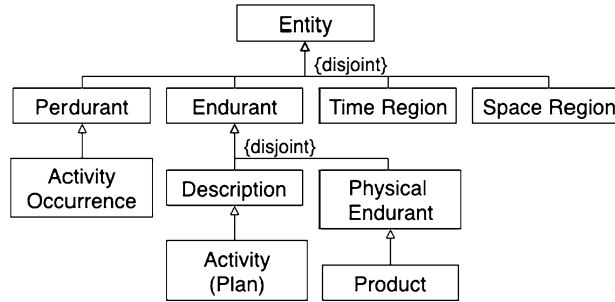 Entity
{disjoint}
Perdurant
Endurant
Time Region
Space Region
{disjoint}
Activity
Occurrence
Description
Physical
Endurant
Activity
(Plan)
Product